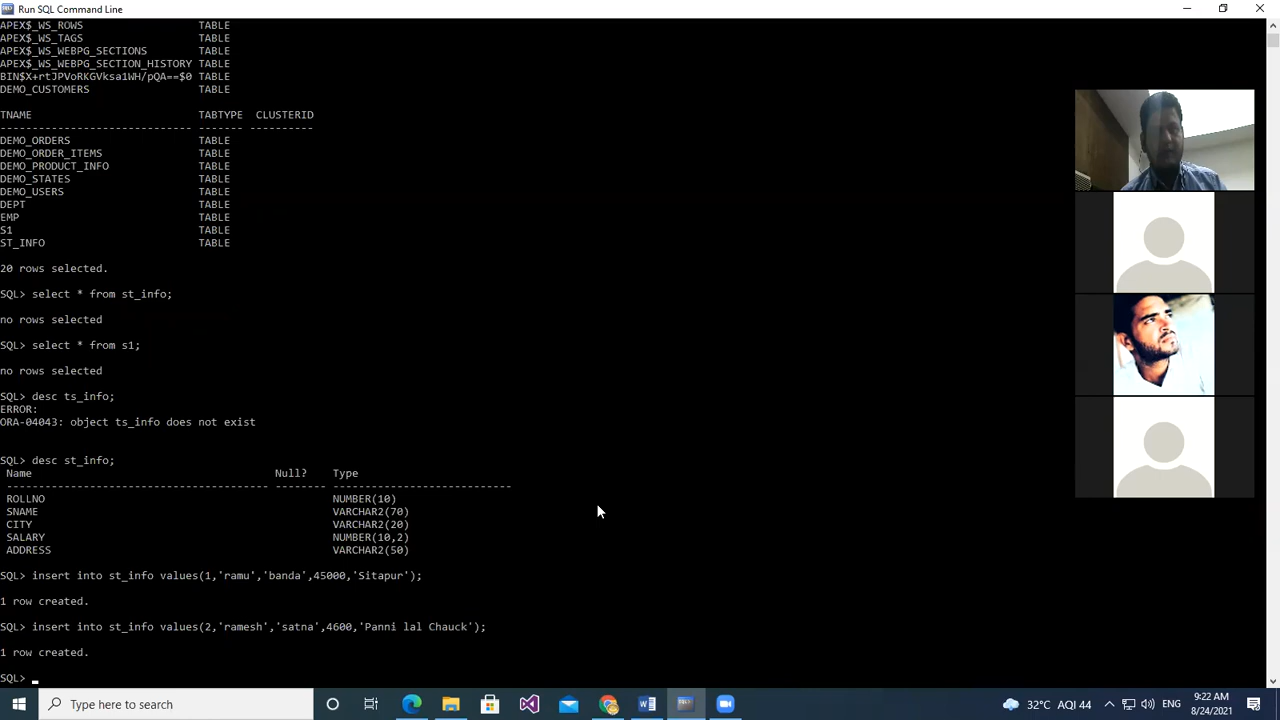 Run SQL Command Line
APEX$_WS_ROWS TABLE
APEX$_WS_TAGS TABLE
APEX$_WS_WEBPG_SECTIONS TABLE
APEX$_WS_WEBPG_SECTION_HISTORY TABLE
BIN$X+rtJPVoRKGVksa1WH/pQA==$0 TABLE
DEMO_CUSTOMERS TABLE
TNAME TABTYPE CLUSTERID
------------------------------ ------- ----------
DEMO_ORDERS TABLE
DEMO_ORDER_ITEMS TABLE
DEMO_PRODUCT_INFO TABLE
DEMO_STATES TABLE
DEMO_USERS TABLE
DEPT TABLE
EMP TABLE
S1 TABLE
ST_INFO TABLE
20 rows selected.
SQL> select * from st_info;
no rows selected
SQL> select * from s1;
no rows selected
SQL> desc ts_info;
ERROR:
ORA-04043: object ts_info does not exist
SQL> desc st_info;
Name Null? Type
----------------------------------------- -------- ----------------------------
ROLLNO NUMBER(10)
SNAME VARCHAR2(70)
CITY VARCHAR2(20)
SALARY NUMBER(10,2)
ADDRESS VARCHAR2(50)
SQL> insert into st_info values(1,'ramu','banda',45000,'Sitapur');
1 row created.
SQL> insert into st_info values(2,'ramesh','satna',4600,'Panni lal Chauck');
1 row created.
SQL> _
Type here to search
32°C AQI 44
ENG
9:22 AM
8/24/2021